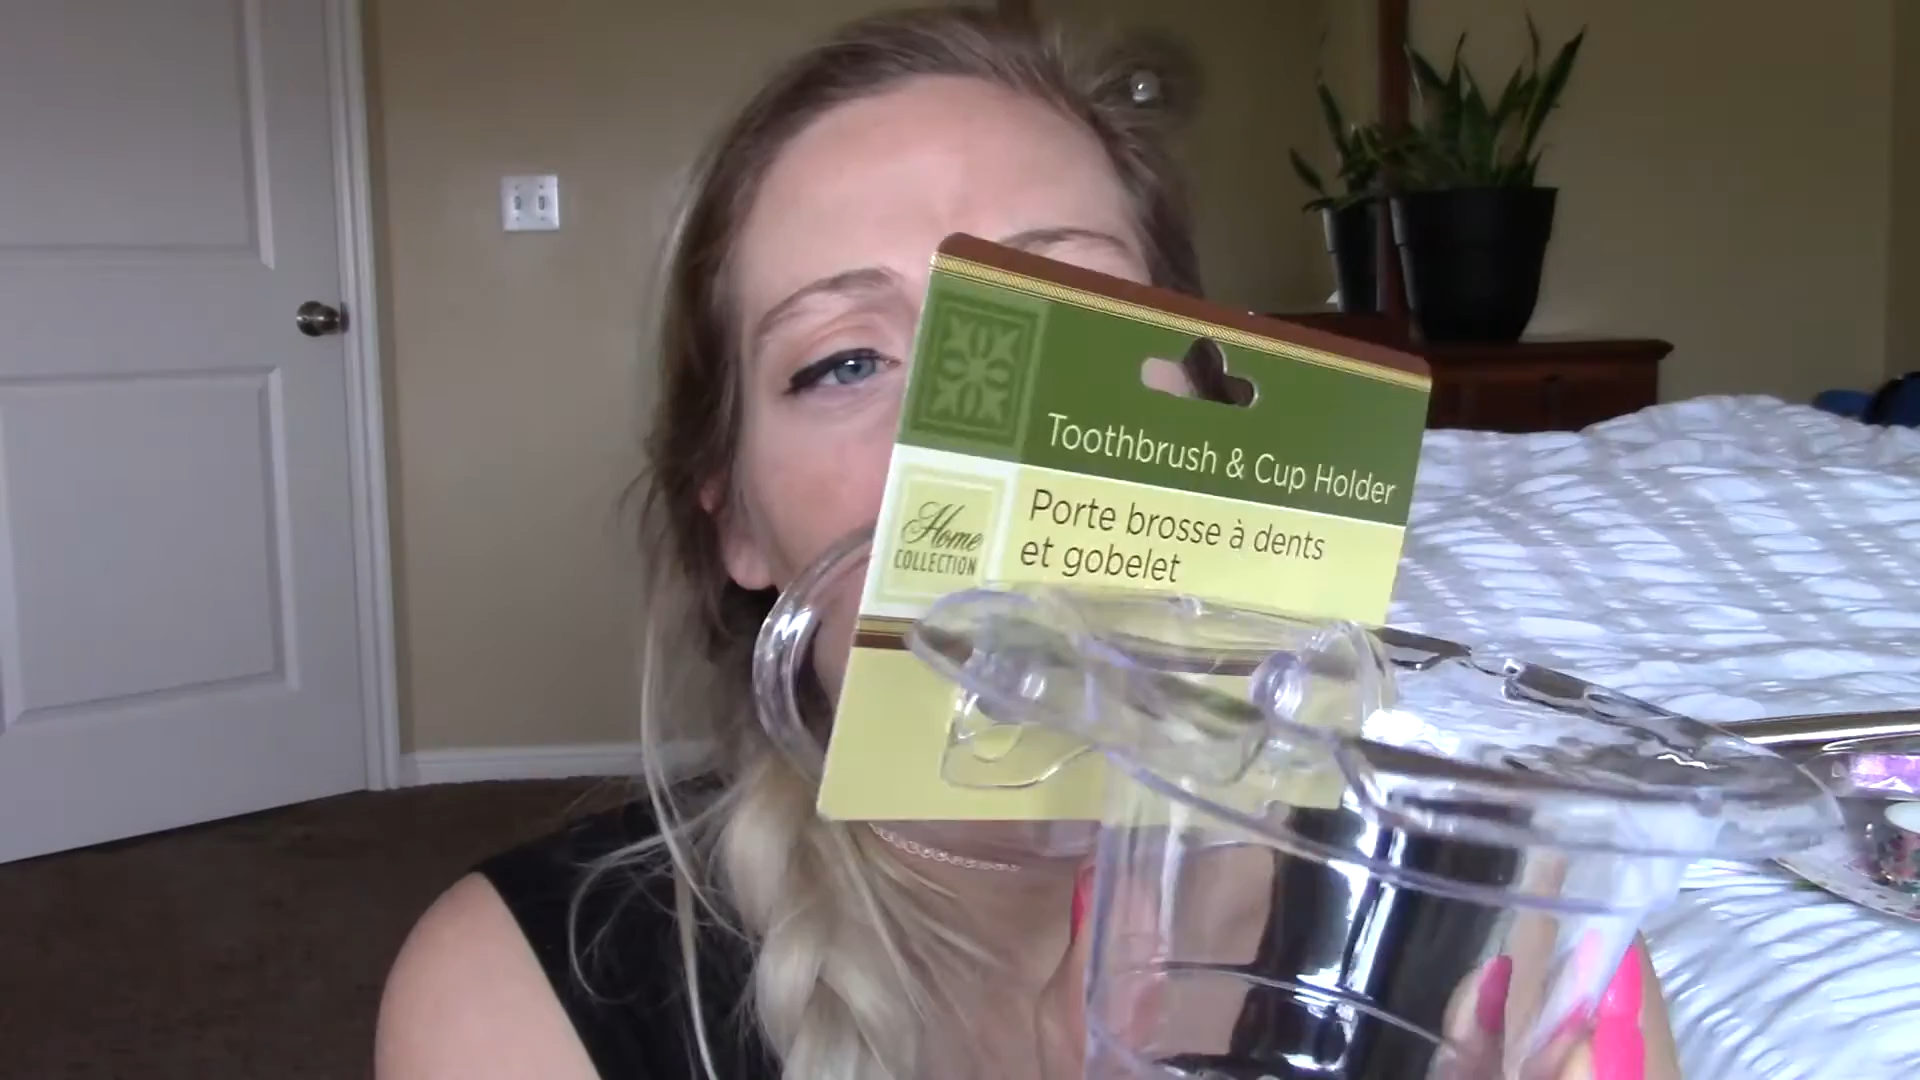 Toothbrush & Cup Holder
Home
COLLECTION
Porte brosse à dents
et gobelet